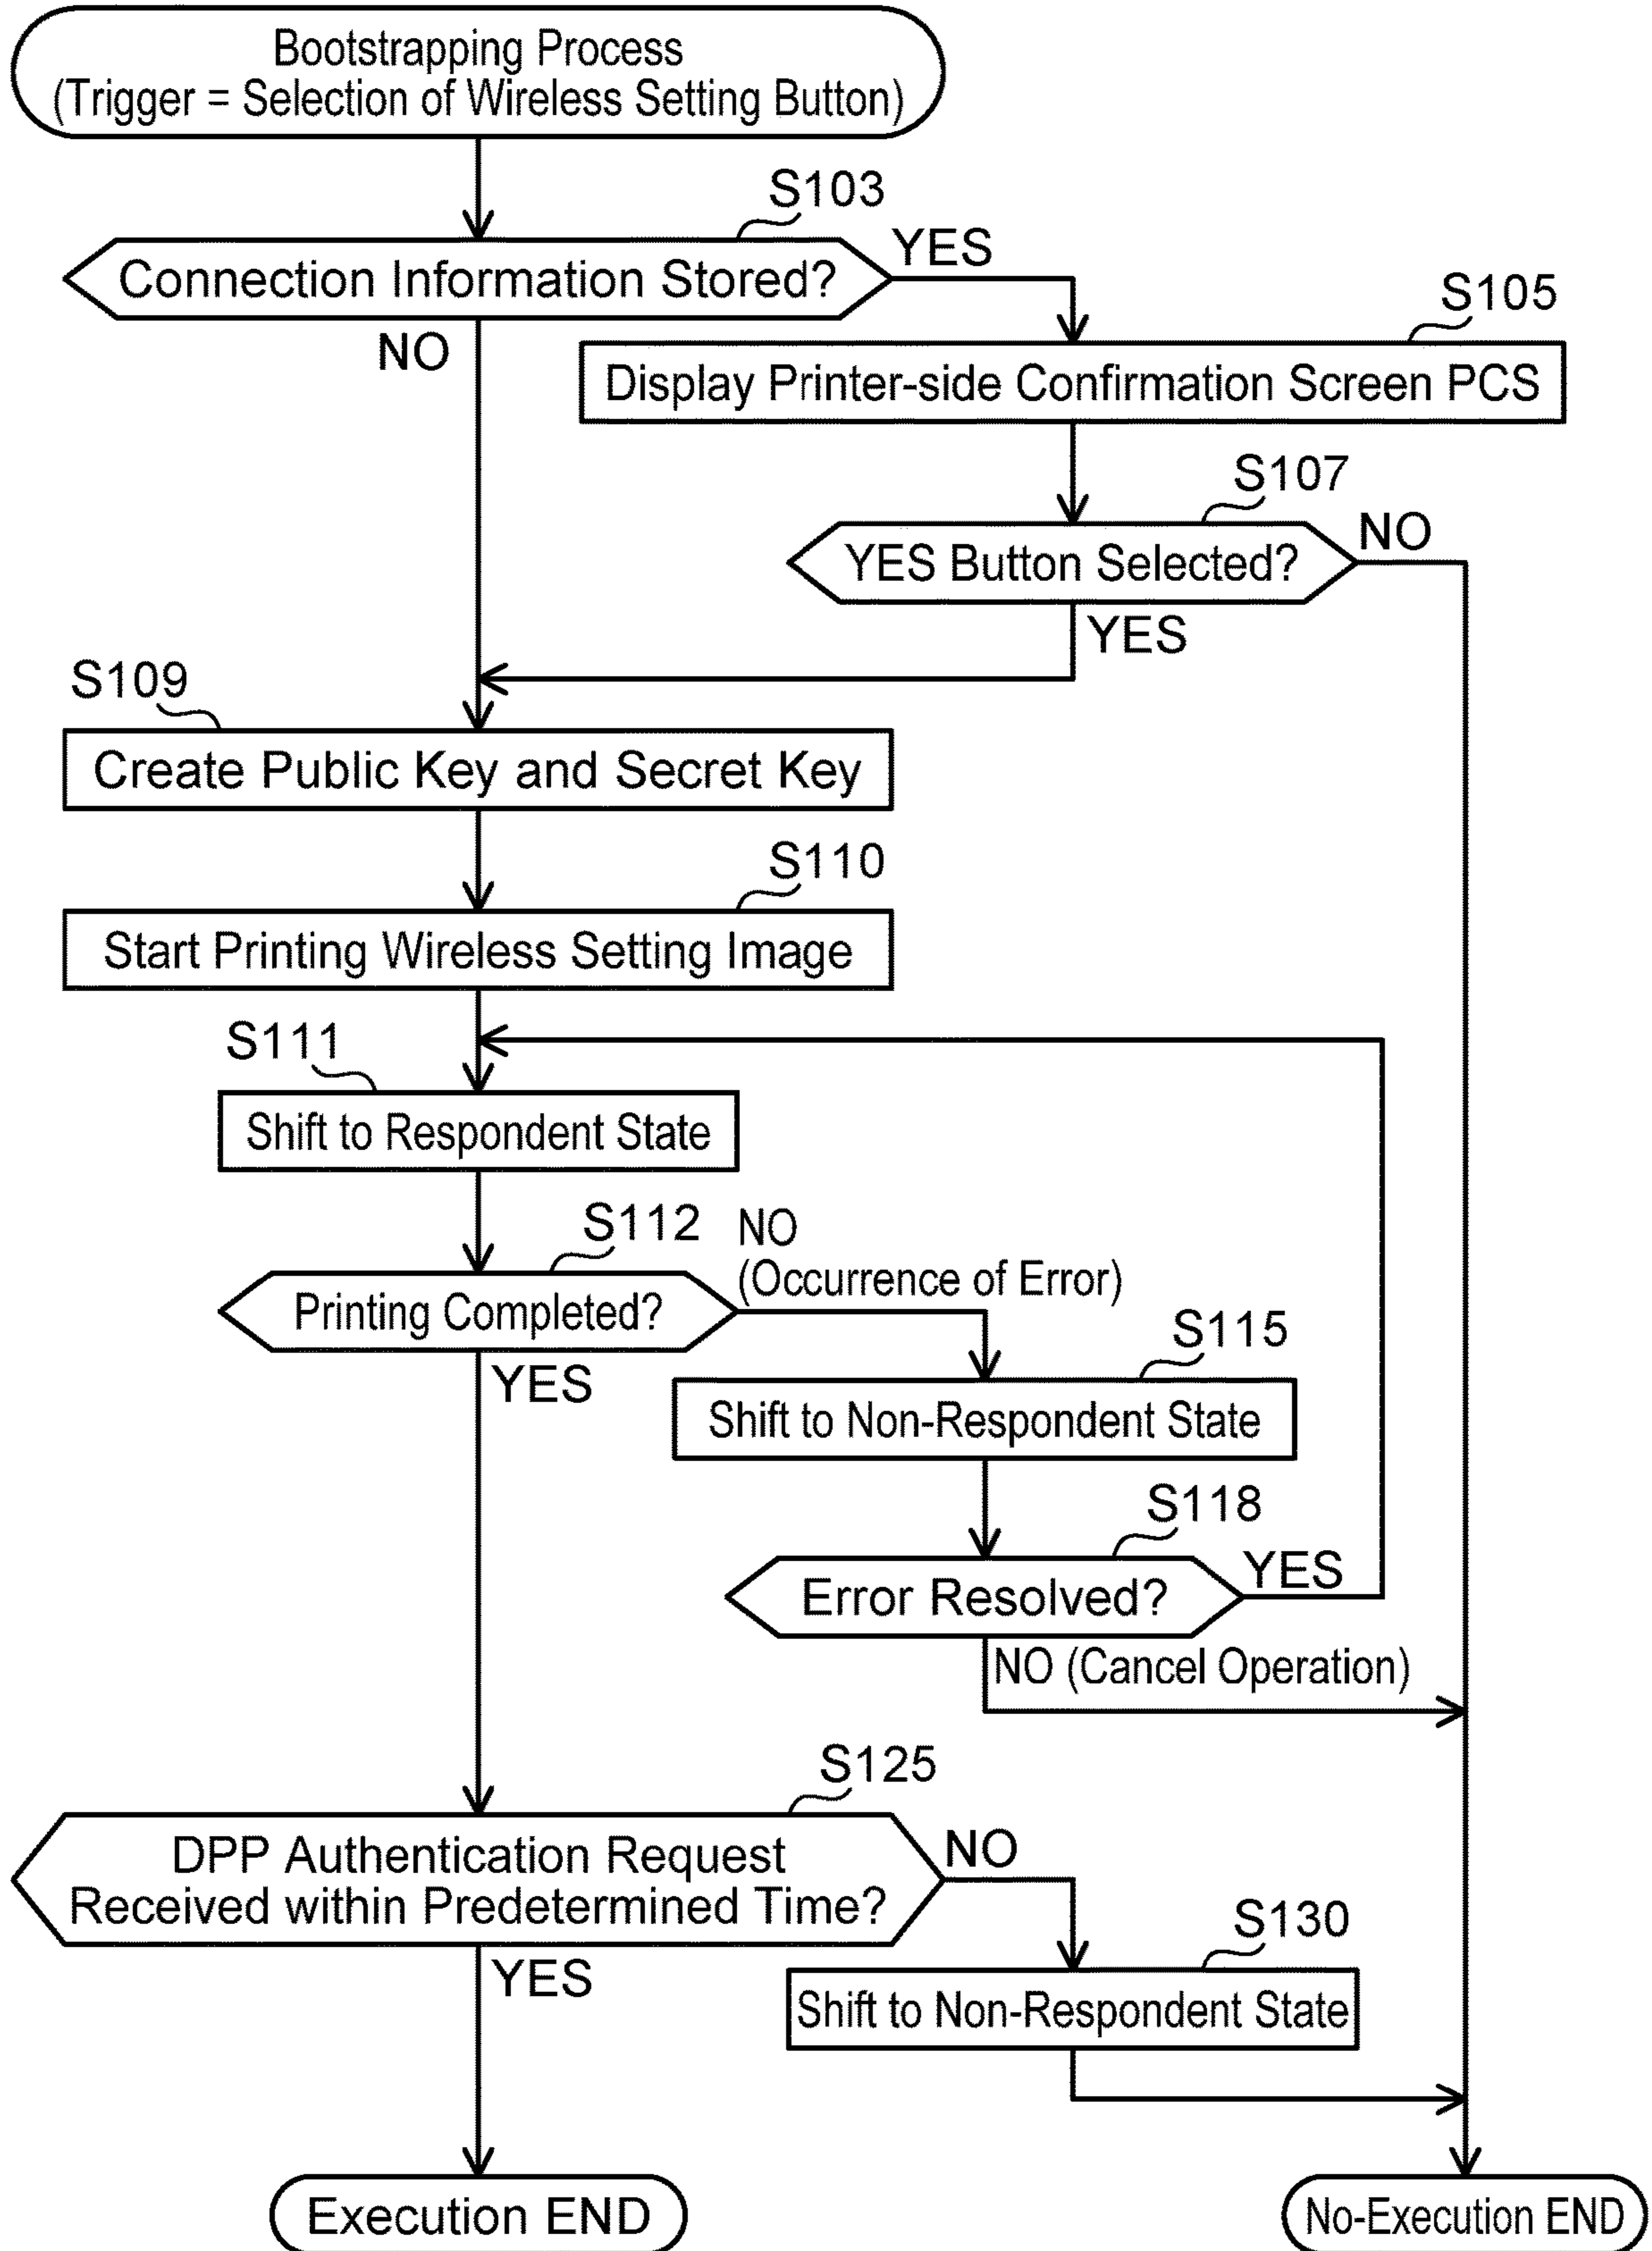 Bootstrapping Process
(Trigger = Selection of Wireless Setting Button)
S103
Connection Information Stored?
YES
NO
S105
Display Printer-side Confirmation Screen PCS
S107
YES Button Selected?
NO
YES
S109
Create Public Key and Secret Key
S110
Start Printing Wireless Setting Image
S111
Shift to Respondent State
S112
Printing Completed?
NO
(Occurrence of Error)
YES
S115
Shift to Non-Respondent State
S118
Error Resolved?
YES
NO (Cancel Operation)
S125
DPP Authentication Request
Received within Predetermined Time?
NO
YES
S130
Shift to Non-Respondent State
Execution END
No-Execution END